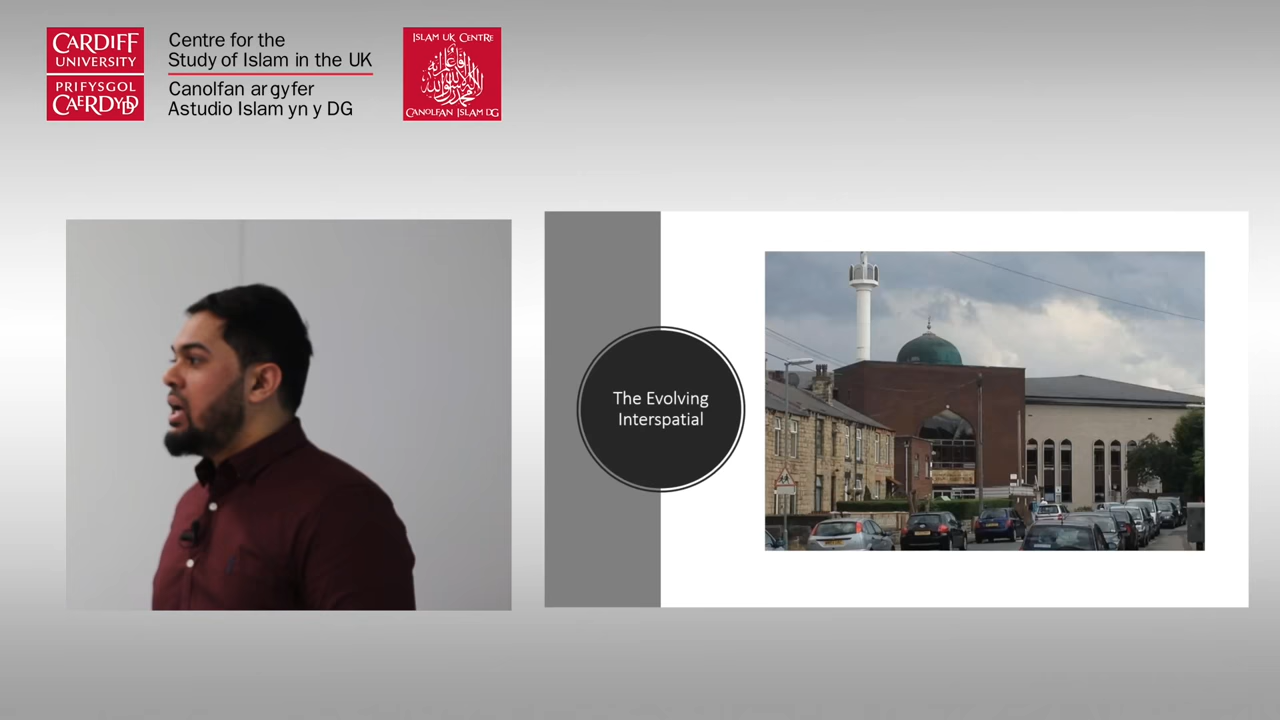 CARDIFF
UNIVERSITY
PRIFYSGOL
CAERDYDD
Centre for the
Study of Islam in the UK
Canolfan ar gyfer
Astudio Islam yn y DG
ISLAM UK CENTRE
CANOLFAN ISLAM DG
The Evolving
Interspatial